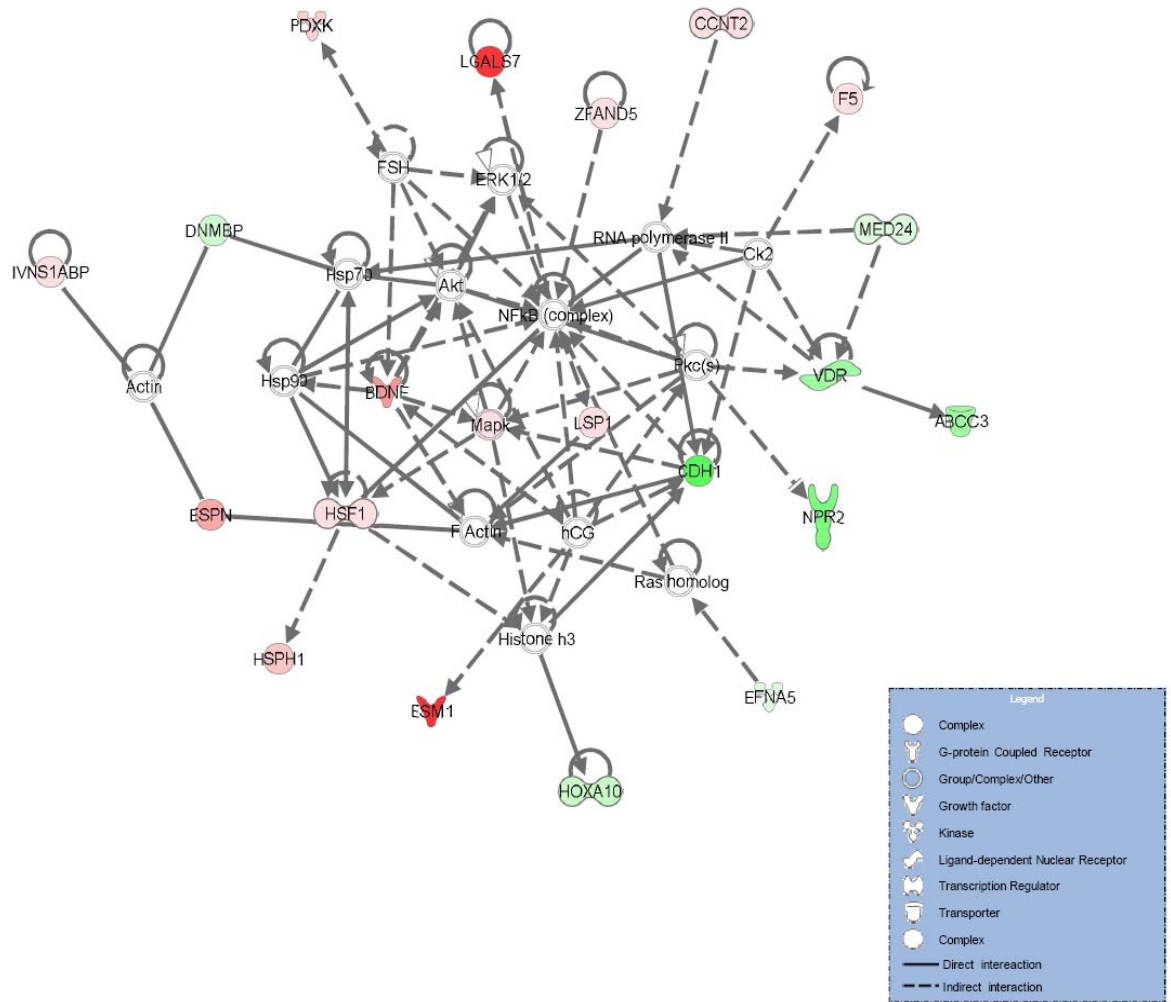 PDXK
CCNT2
LGALS7
F5
ZFAND5
FSH
ERK1/2
DNMBP
RNA polymerase II
MED24
Ck2
IVNS1ABP
Hsp70
Akt
NFkB (complex)
Actin
Hsp90
BDNF
Pkc(s)
VDR
Mapk
LSP1
ABCC3
CDH1
ESPN
HSF1
NPR2
F Actin
hCG
Ras homolog
Histone h3
HSPH1
ESM1
EFNA5
HOXA10
Legend
Complex
G-protein Coupled Receptor
Group/Complex/Other
Growth factor
Kinase
Ligand-dependent Nuclear Receptor
Transcription Regulator
Transporter
Complex
Direct intereaction
Indirect interaction